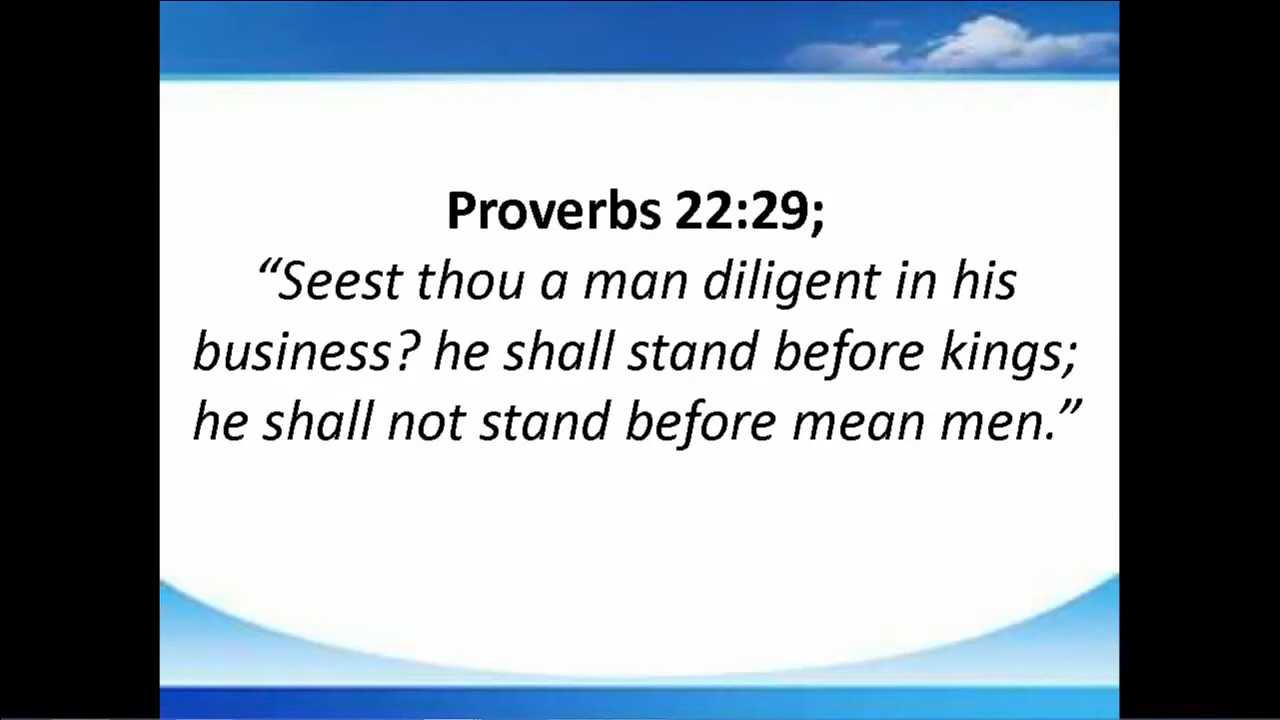 Proverbs 22:29;
“Seest thou a man diligent in his
business? he shall stand before kings;
he shall not stand before mean men.”